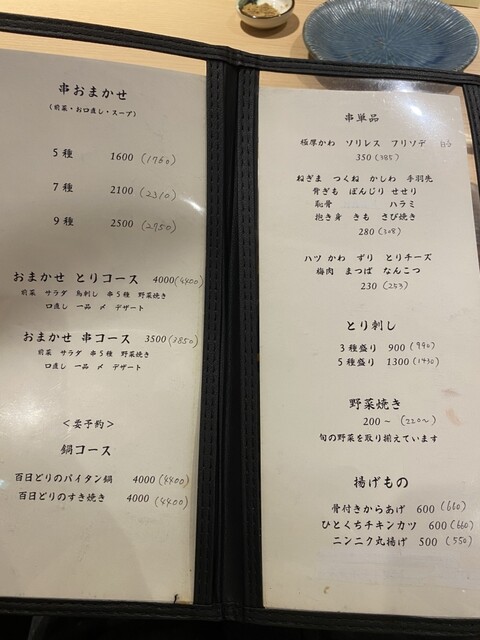 串おまかせ
(前菜・お口直し・スープ)
5種 1600 (1760)
7種 2100 (2310)
9種 2500 (2750)
おまかせ とりコース 4000 (4400)
前菜 サラダ 鳥刺し 串5種 野菜焼き
口直し 一品 〆 デザート
おまかせ 串コース 3500 (3850)
前菜 サラダ 串5種 野菜焼き
口直し 一品 〆 デザート
<要予約>
鍋コース
百日どりのパイタン鍋 4000 (4400)
百日どりのすき焼き 4000 (4400)
串単品
極厚かわ ソリレス フリソデ
350 (385)
ねぎま つくね かしわ 手羽先
背ぎも ぼんじり せせり
恥骨 ハラミ
抱き身 きも さび焼き
280 (308)
ハツ かわ ずり とりチーズ
梅肉 まつば なんこつ
230 (253)
とり刺し
3種盛り 900 (990)
5種盛り 1300 (1430)
野菜焼き
200~ (220~)
旬の野菜を取り揃えています
揚げもの
骨付きからあげ 600 (660)
ひとくちチキンカツ 600 (660)
ニンニク丸揚げ 500 (550)